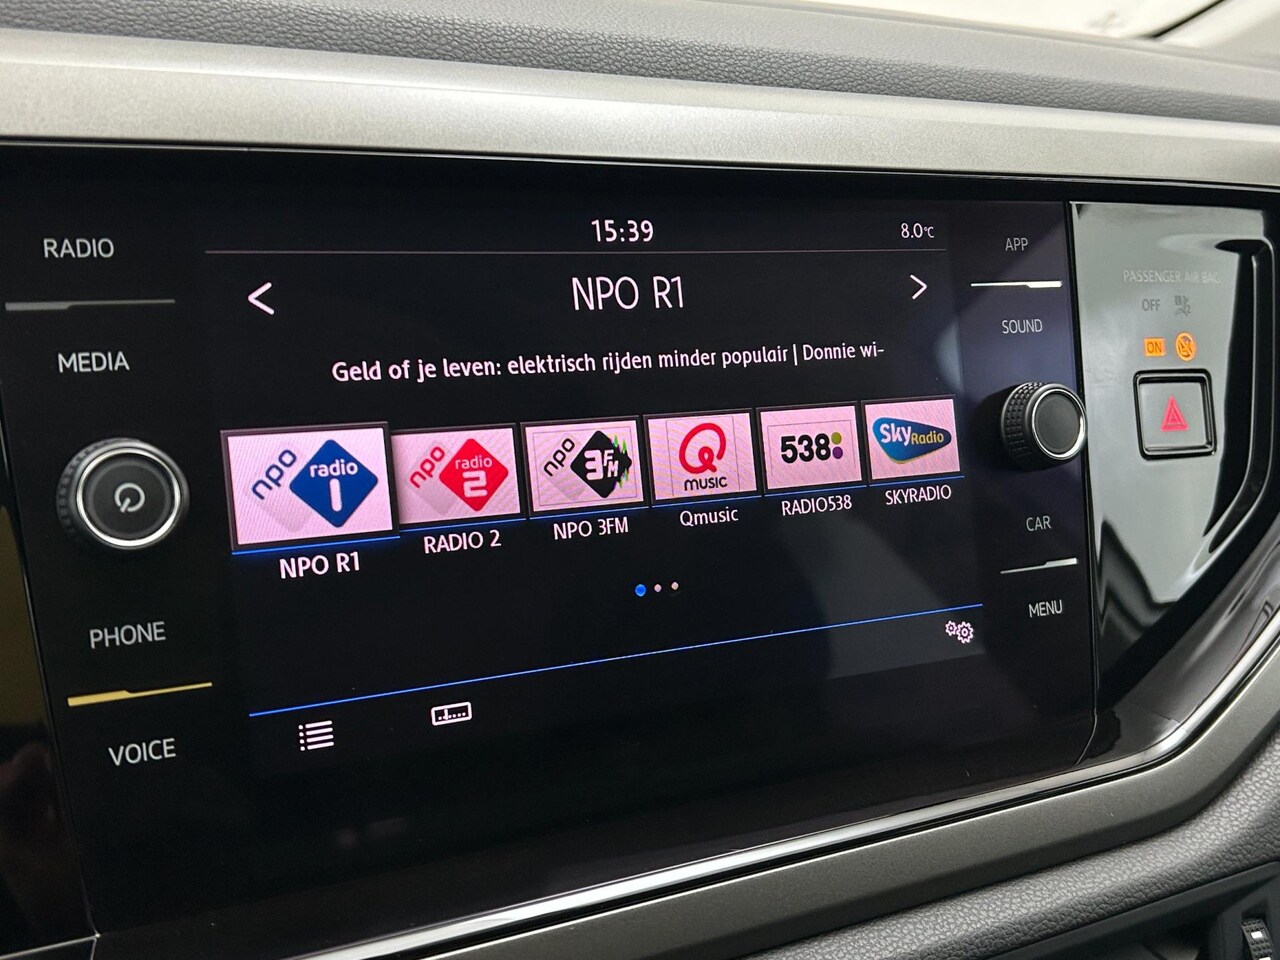 15:39
8.0°C
RADIO
MEDIA
PHONE
VOICE
NPO R1
Geld of je leven: elektrisch rijden minder populair | Donnie wi-
npo radio 1
npo radio 2
npo 3FM
Q MUSIC
538
Sky Radio
NPO R1
RADIO 2
NPO 3FM
Qmusic
RADIO538
SKYRADIO
APP
SOUND
CAR
MENU
PASSENGER AIR BAG
OFF
ON